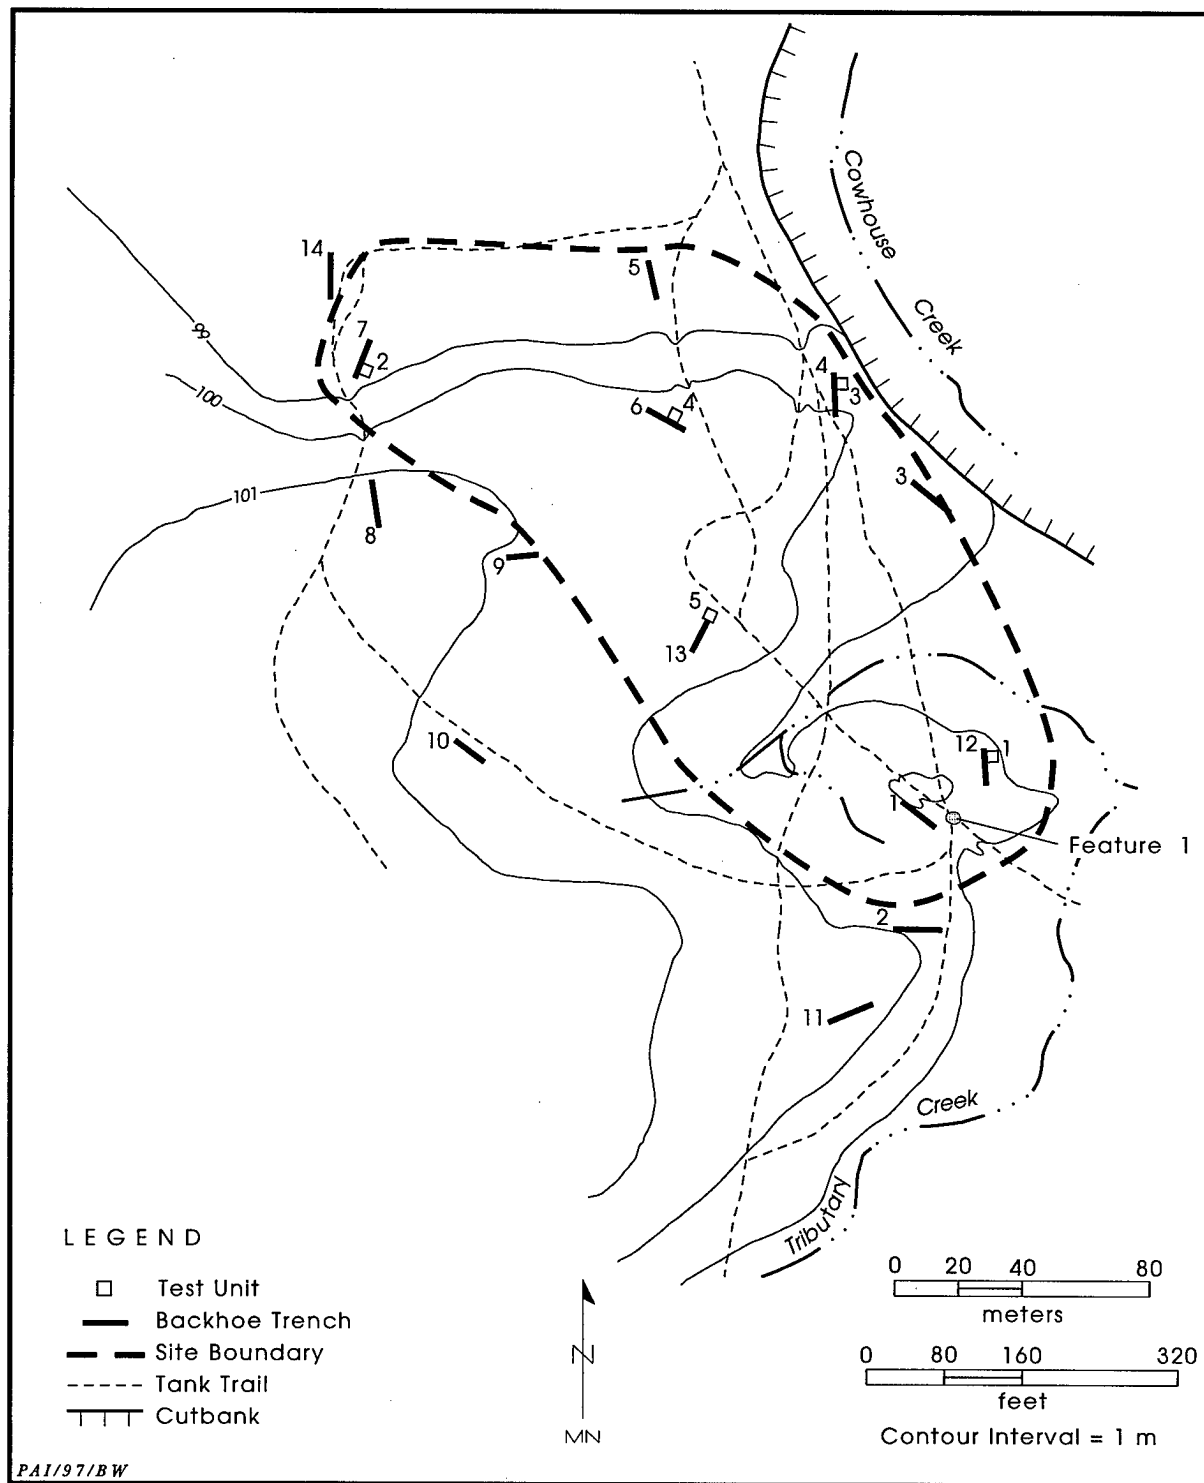 Cowhouse
Creek
14
5
7
2
99
100
4
3
6
4
3
101
8
9
5
13
10
12
1
1
Feature 1
2
11
Creek
Tributary
LEGEND
Test Unit
Backhoe Trench
Site Boundary
Tank Trail
Cutbank
N
MN
0 20 40 80
meters
0 80 160 320
feet
Contour Interval = 1 m
PAI/97/BW